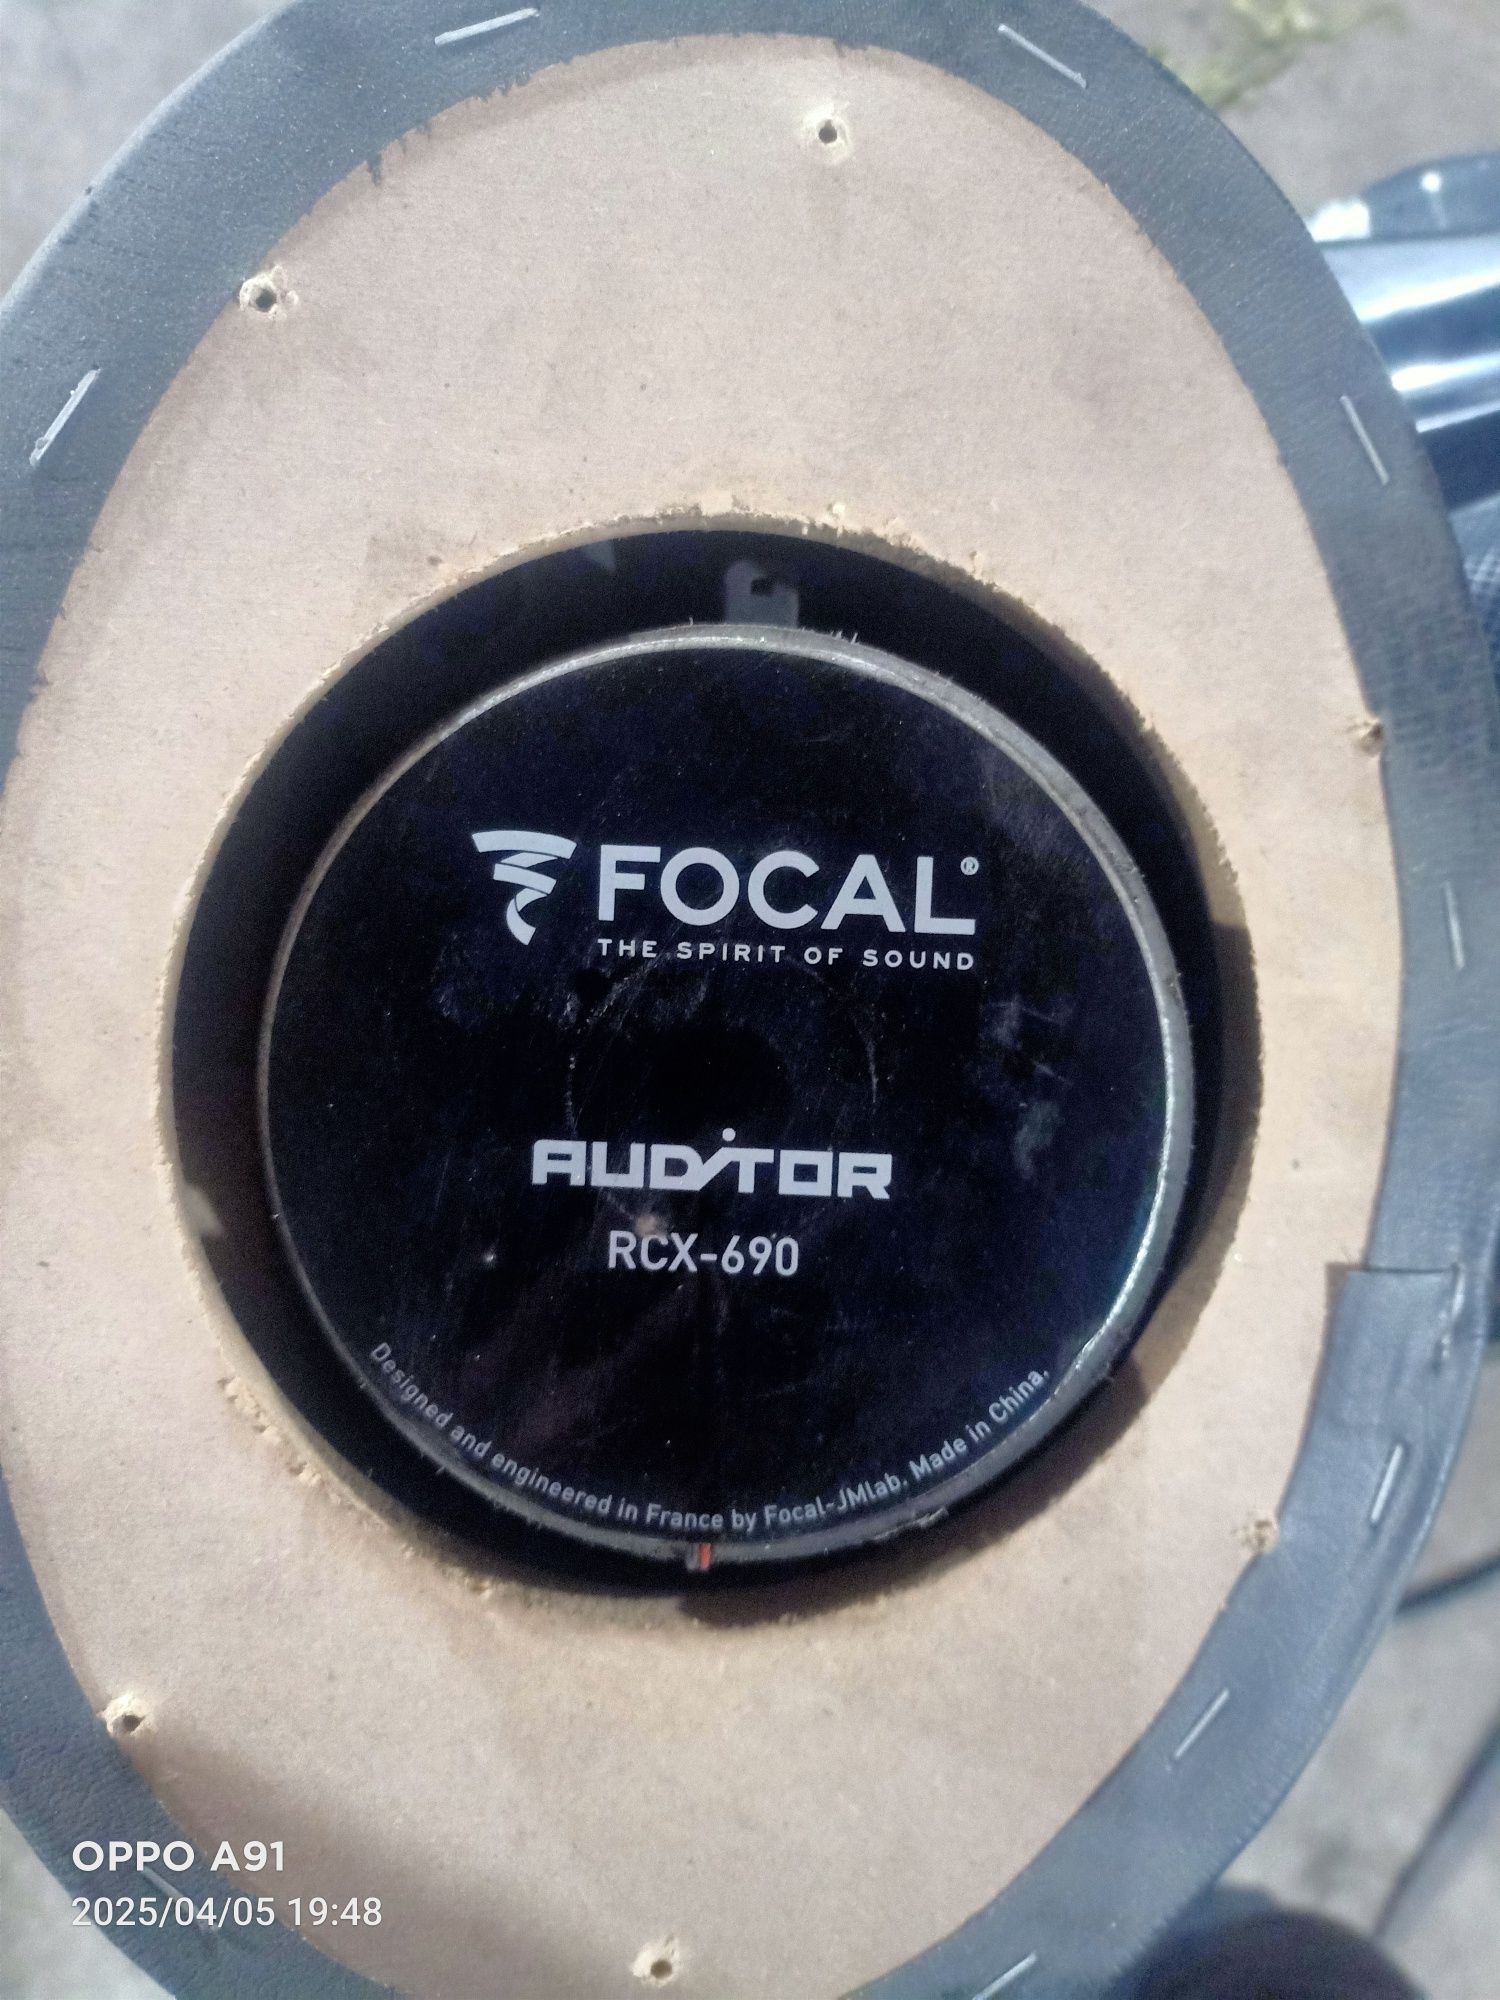 FOCAL®
THE SPIRIT OF SOUND
AUDITOR
RCX-690
Designed and engineered in France by Focal-JMlab. Made in China.
OPPO A91
2025/04/05 19:48